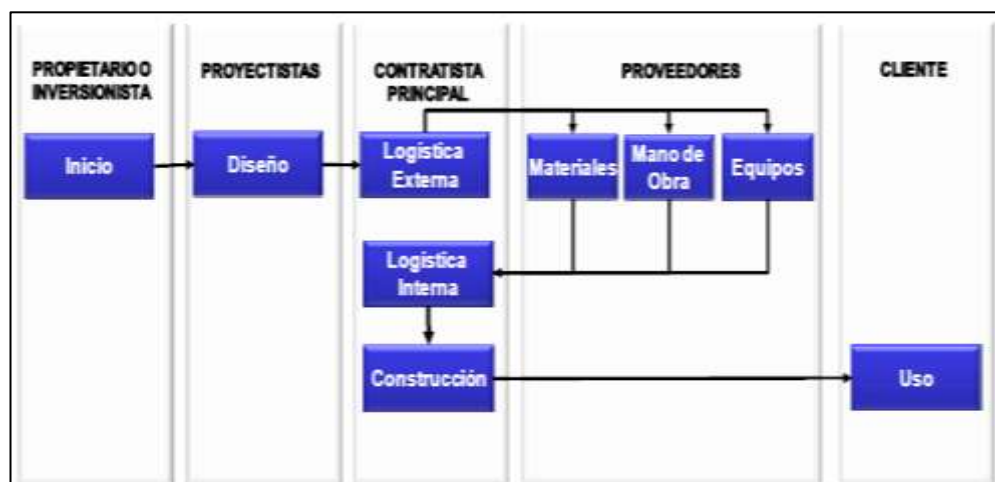 PROPIETARIO O
INVERSIONISTA
PROYECTISTAS
CONTRATISTA
PRINCIPAL
PROVEEDORES
CLIENTE
Inicio
Diseño
Logística
Externa
Materiales
Mano de
Obra
Equipos
Logística
Interna
Construcción
Uso